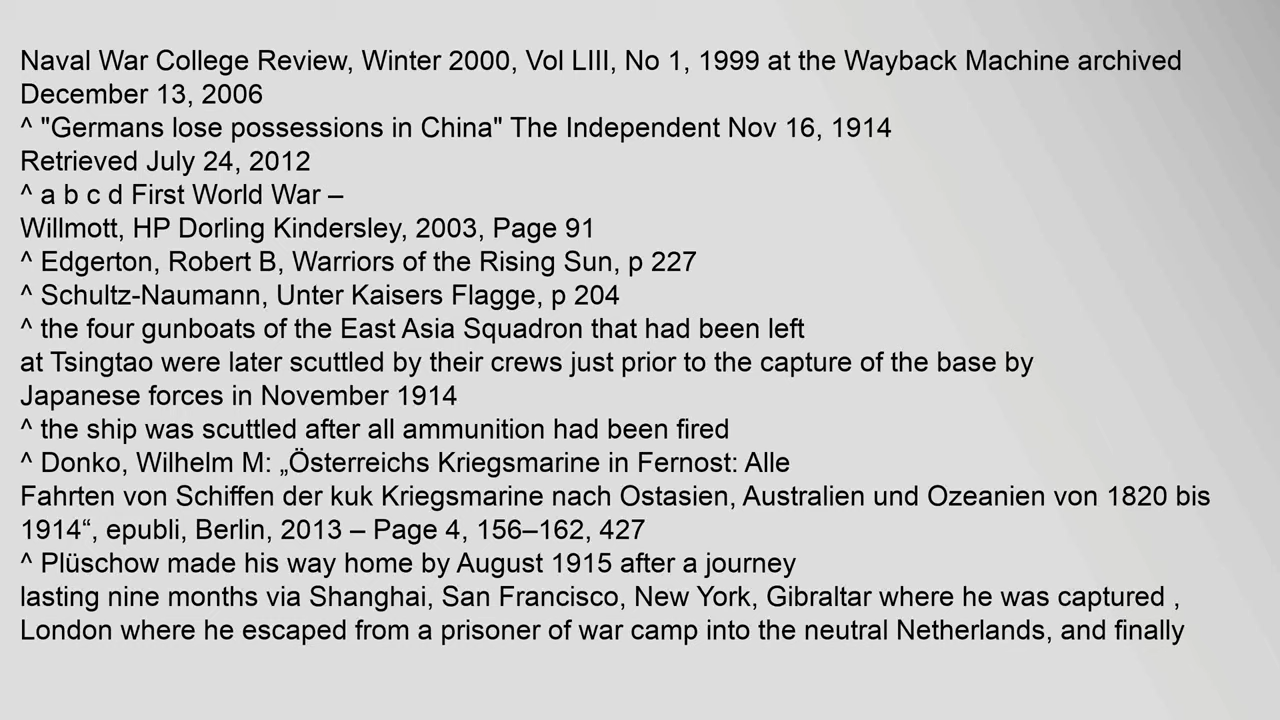 Naval War College Review, Winter 2000, Vol LIII, No 1, 1999 at the Wayback Machine archived
December 13, 2006
^ "Germans lose possessions in China" The Independent Nov 16, 1914
Retrieved July 24, 2012
^ a b c d First World War –
Willmott, HP Dorling Kindersley, 2003, Page 91
^ Edgerton, Robert B, Warriors of the Rising Sun, p 227
^ Schultz-Naumann, Unter Kaisers Flagge, p 204
^ the four gunboats of the East Asia Squadron that had been left
at Tsingtao were later scuttled by their crews just prior to the capture of the base by
Japanese forces in November 1914
^ the ship was scuttled after all ammunition had been fired
^ Donko, Wilhelm M: „Österreichs Kriegsmarine in Fernost: Alle
Fahrten von Schiffen der kuk Kriegsmarine nach Ostasien, Australien und Ozeanien von 1820 bis
1914“, epubli, Berlin, 2013 – Page 4, 156–162, 427
^ Plüschow made his way home by August 1915 after a journey
lasting nine months via Shanghai, San Francisco, New York, Gibraltar where he was captured ,
London where he escaped from a prisoner of war camp into the neutral Netherlands, and finally